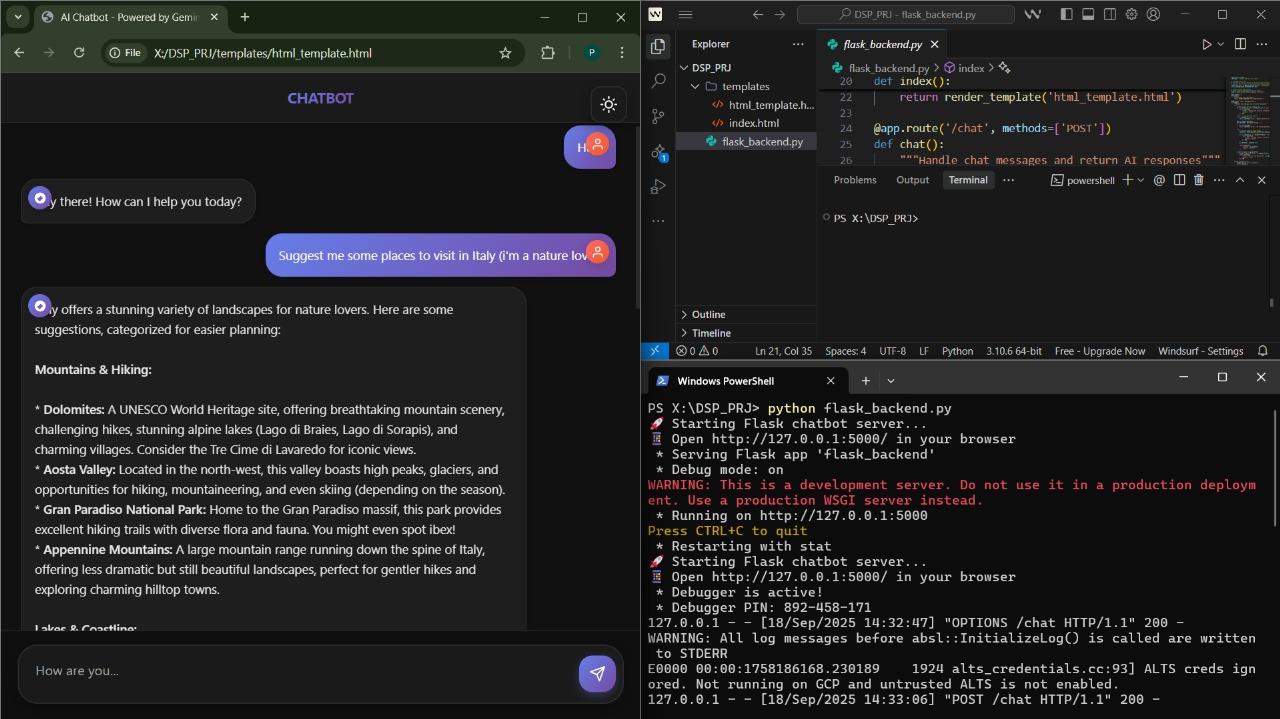 AI Chatbot - Powered by Gemin
File X:/DSP_PRJ/templates/html_template.html
P
CHATBOT
H
y there! How can I help you today?
Suggest me some places to visit in Italy (i'm a nature lov
y offers a stunning variety of landscapes for nature lovers. Here are some
suggestions, categorized for easier planning:
Mountains & Hiking:
* Dolomites: A UNESCO World Heritage site, offering breathtaking mountain scenery,
challenging hikes, stunning alpine lakes (Lago di Braies, Lago di Sorapis), and
charming villages. Consider the Tre Cime di Lavaredo for iconic views.
* Aosta Valley: Located in the north-west, this valley boasts high peaks, glaciers, and
opportunities for hiking, mountaineering, and even skiing (depending on the season).
* Gran Paradiso National Park: Home to the Gran Paradiso massif, this park provides
excellent hiking trails with diverse flora and fauna. You might even spot ibex!
* Appennine Mountains: A large mountain range running down the spine of Italy,
offering less dramatic but still beautiful landscapes, perfect for gentler hikes and
exploring charming hilltop towns.
Lakes & Coastline:
How are you...
DSP_PRJ - flask_backend.py
Explorer
DSP_PRJ
templates
html_template.h...
index.html
flask_backend.py
1
Outline
Timeline
flask_backend.py
flask_backend.py > index >
20 def index():
22 return render_template('html_template.html')
23
24 @app.route('/chat', methods=['POST'])
25 def chat():
26 """Handle chat messages and return AI responses"""
Problems Output Terminal powershell
PS X:\DSP_PRJ>
0 0 Ln 21, Col 35 Spaces: 4 UTF-8 LF Python 3.10.6 64-bit Free - Upgrade Now Windsurf - Settings
Windows PowerShell
PS X:\DSP_PRJ> python flask_backend.py
🚀 Starting Flask chatbot server...
📱 Open http://127.0.0.1:5000/ in your browser
* Serving Flask app 'flask_backend'
* Debug mode: on
WARNING: This is a development server. Do not use it in a production deploym
ent. Use a production WSGI server instead.
* Running on http://127.0.0.1:5000
Press CTRL+C to quit
* Restarting with stat
🚀 Starting Flask chatbot server...
📱 Open http://127.0.0.1:5000/ in your browser
* Debugger is active!
* Debugger PIN: 892-458-171
127.0.0.1 - - [18/Sep/2025 14:32:47] "OPTIONS /chat HTTP/1.1" 200 -
WARNING: All log messages before absl::InitializeLog() is called are written
to STDERR
E0000 00:00:1758186168.230189 1924 alts_credentials.cc:93] ALTS creds ign
ored. Not running on GCP and untrusted ALTS is not enabled.
127.0.0.1 - - [18/Sep/2025 14:33:06] "POST /chat HTTP/1.1" 200 -